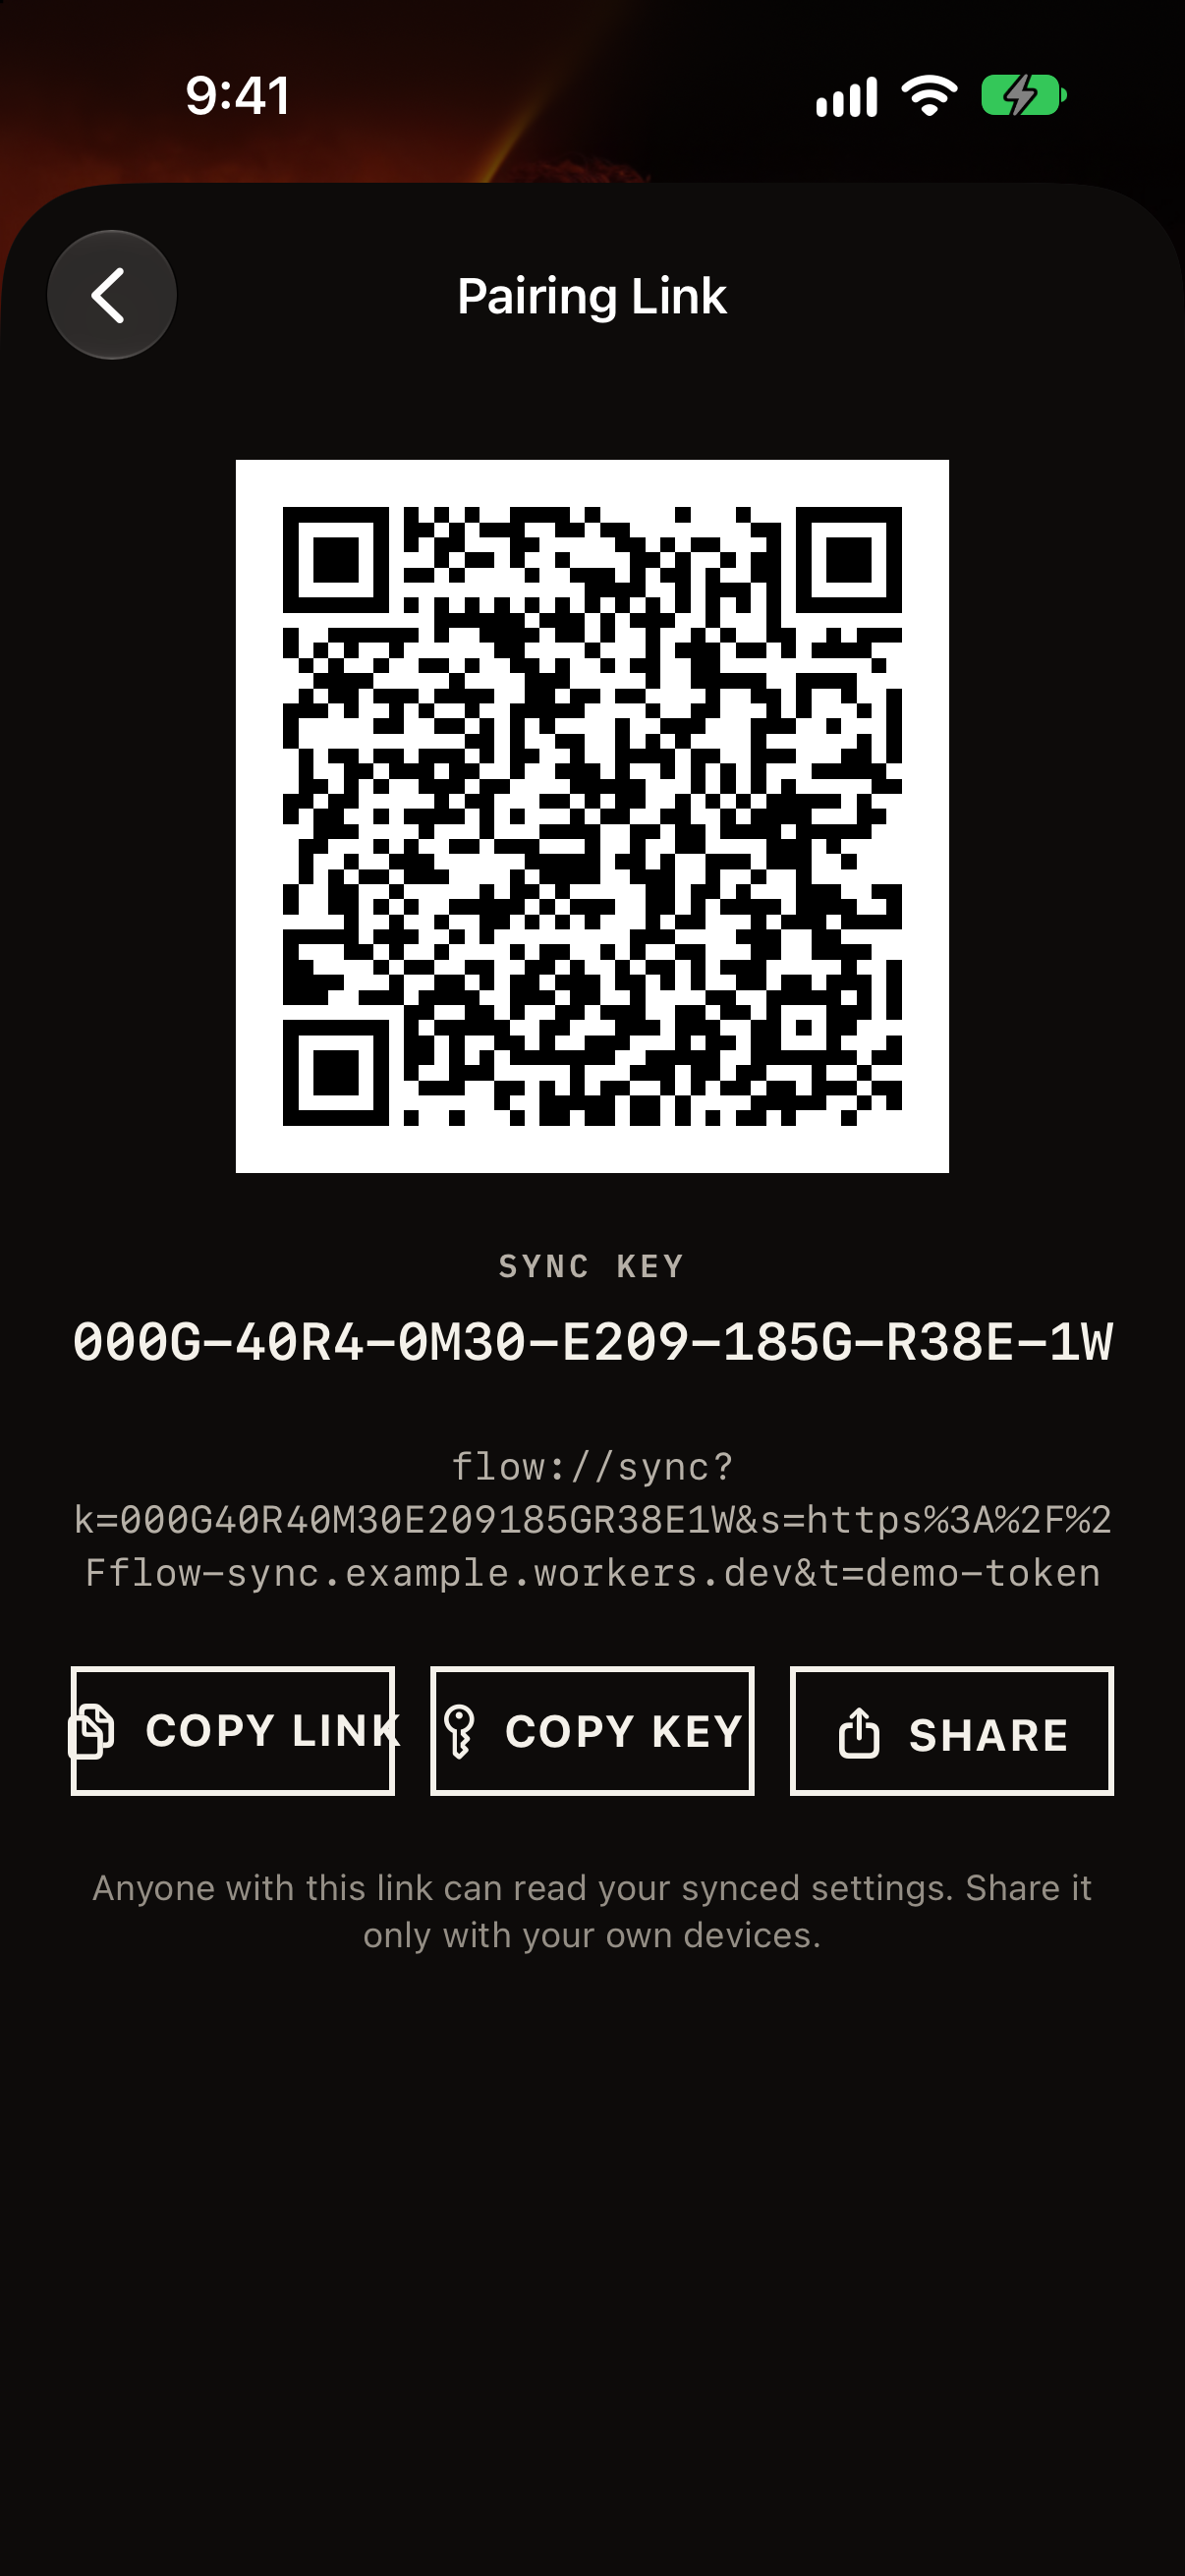 9:41
Pairing Link
SYNC KEY
000G-40R4-0M30-E209-185G-R38E-1W
flow://sync?
k=000G40R40M30E209185GR38E1W&s=https%3A%2F%2
Fflow-sync.example.workers.dev&t=demo-token
COPY LINK
COPY KEY
SHARE
Anyone with this link can read your synced settings. Share it
only with your own devices.